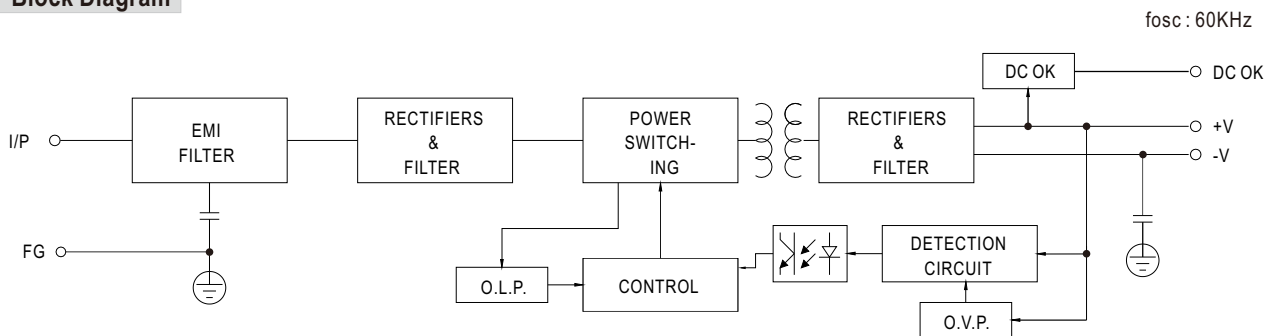 Block Diagram
fosc : 60KHz
DC OK
DC OK
I/P
EMI
FILTER
RECTIFIERS
&
FILTER
POWER
SWITCH-
ING
RECTIFIERS
&
FILTER
+V
-V
FG
O.L.P.
CONTROL
DETECTION
CIRCUIT
O.V.P.